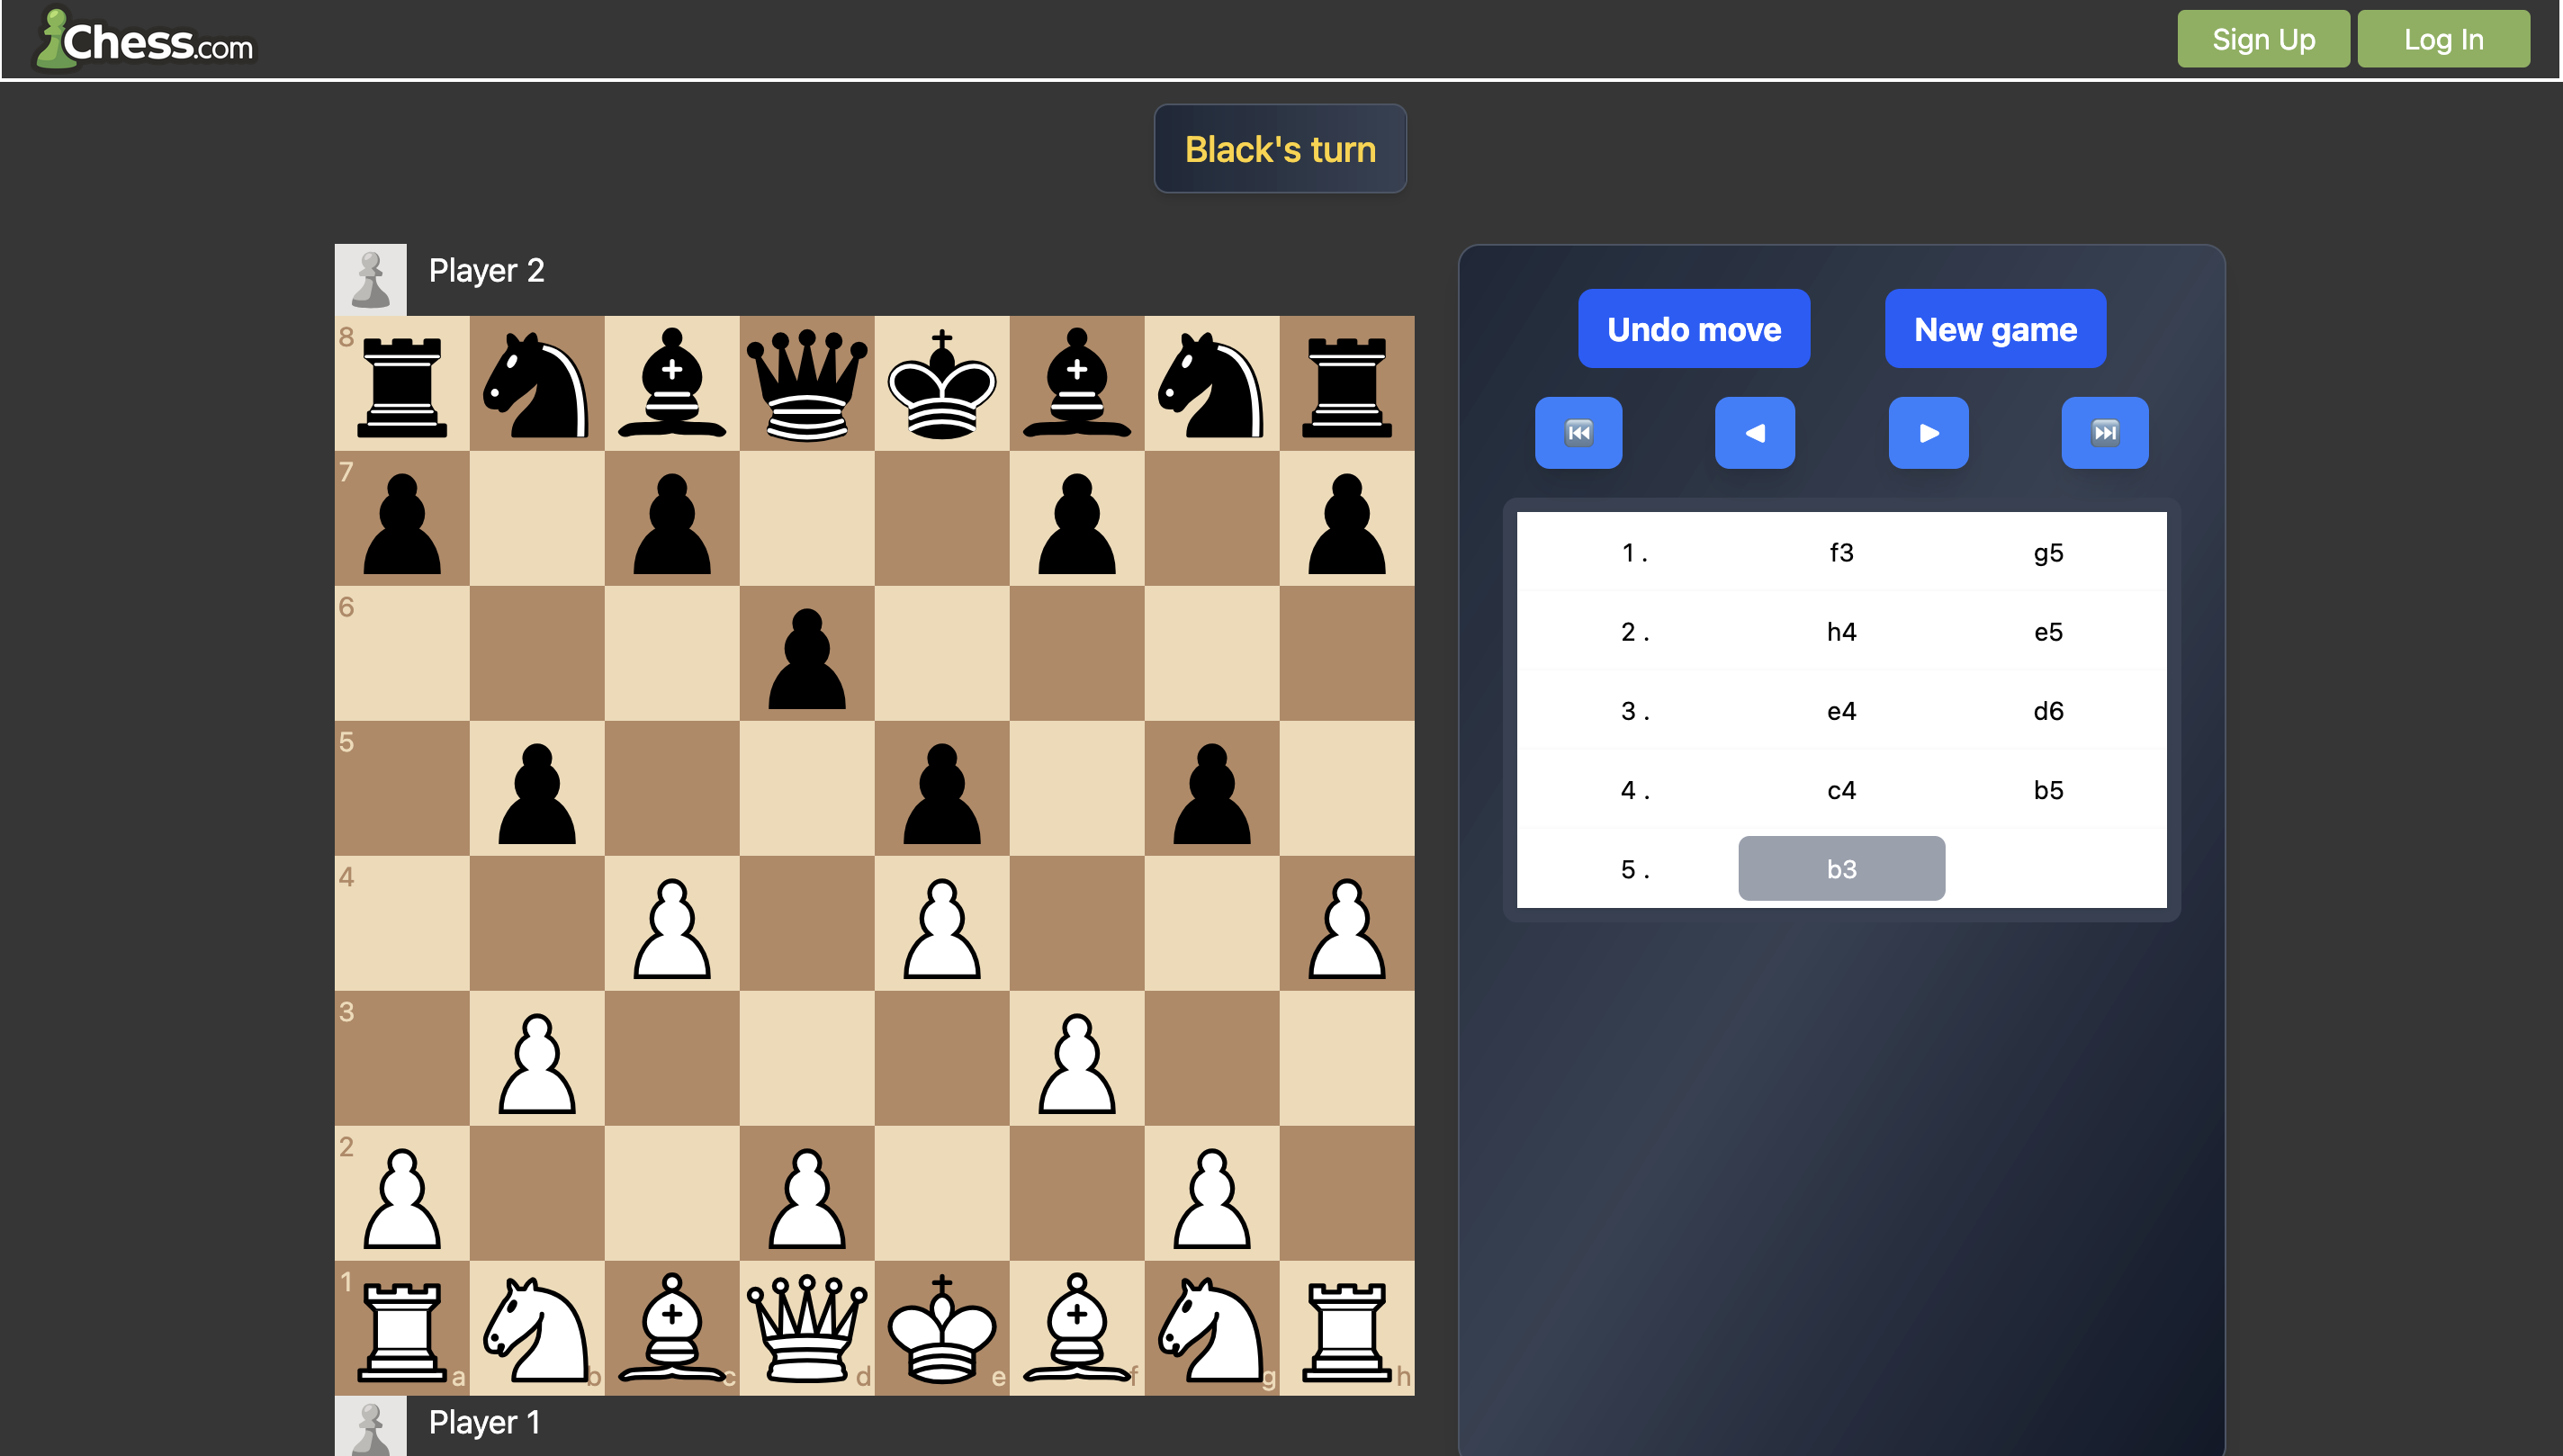 Chess.com
Sign Up
Log In
Black's turn
Player 2
Undo move
New game
8
7
6
5
4
3
2
1
a b c d e f g h
1 . f3 g5
2 . h4 e5
3 . e4 d6
4 . c4 b5
5 . b3
Player 1